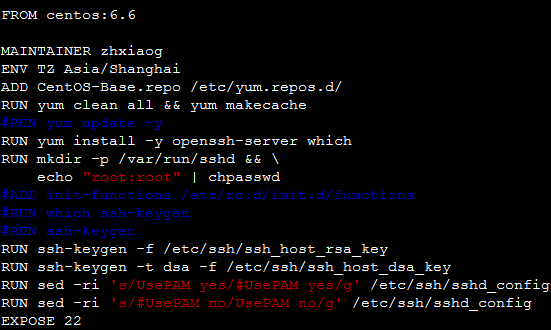 FROM centos:6.6
MAINTAINER zhxiaog
ENV TZ Asia/Shanghai
ADD CentOS-Base.repo /etc/yum.repos.d/
RUN yum clean all && yum makecache
#RUN yum update -y
RUN yum install -y openssh-server which
RUN mkdir -p /var/run/sshd && \
echo "root:root" | chpasswd
#ADD init-functions /etc/rc.d/init.d/functions
#RUN which ssh-keygen
#RUN ssh-keygen
RUN ssh-keygen -f /etc/ssh/ssh_host_rsa_key
RUN ssh-keygen -t dsa -f /etc/ssh/ssh_host_dsa_key
RUN sed -ri 's/UsePAM yes/#UsePAM yes/g' /etc/ssh/sshd_config
RUN sed -ri 's/#UsePAM no/UsePAM no/g' /etc/ssh/sshd_config
EXPOSE 22